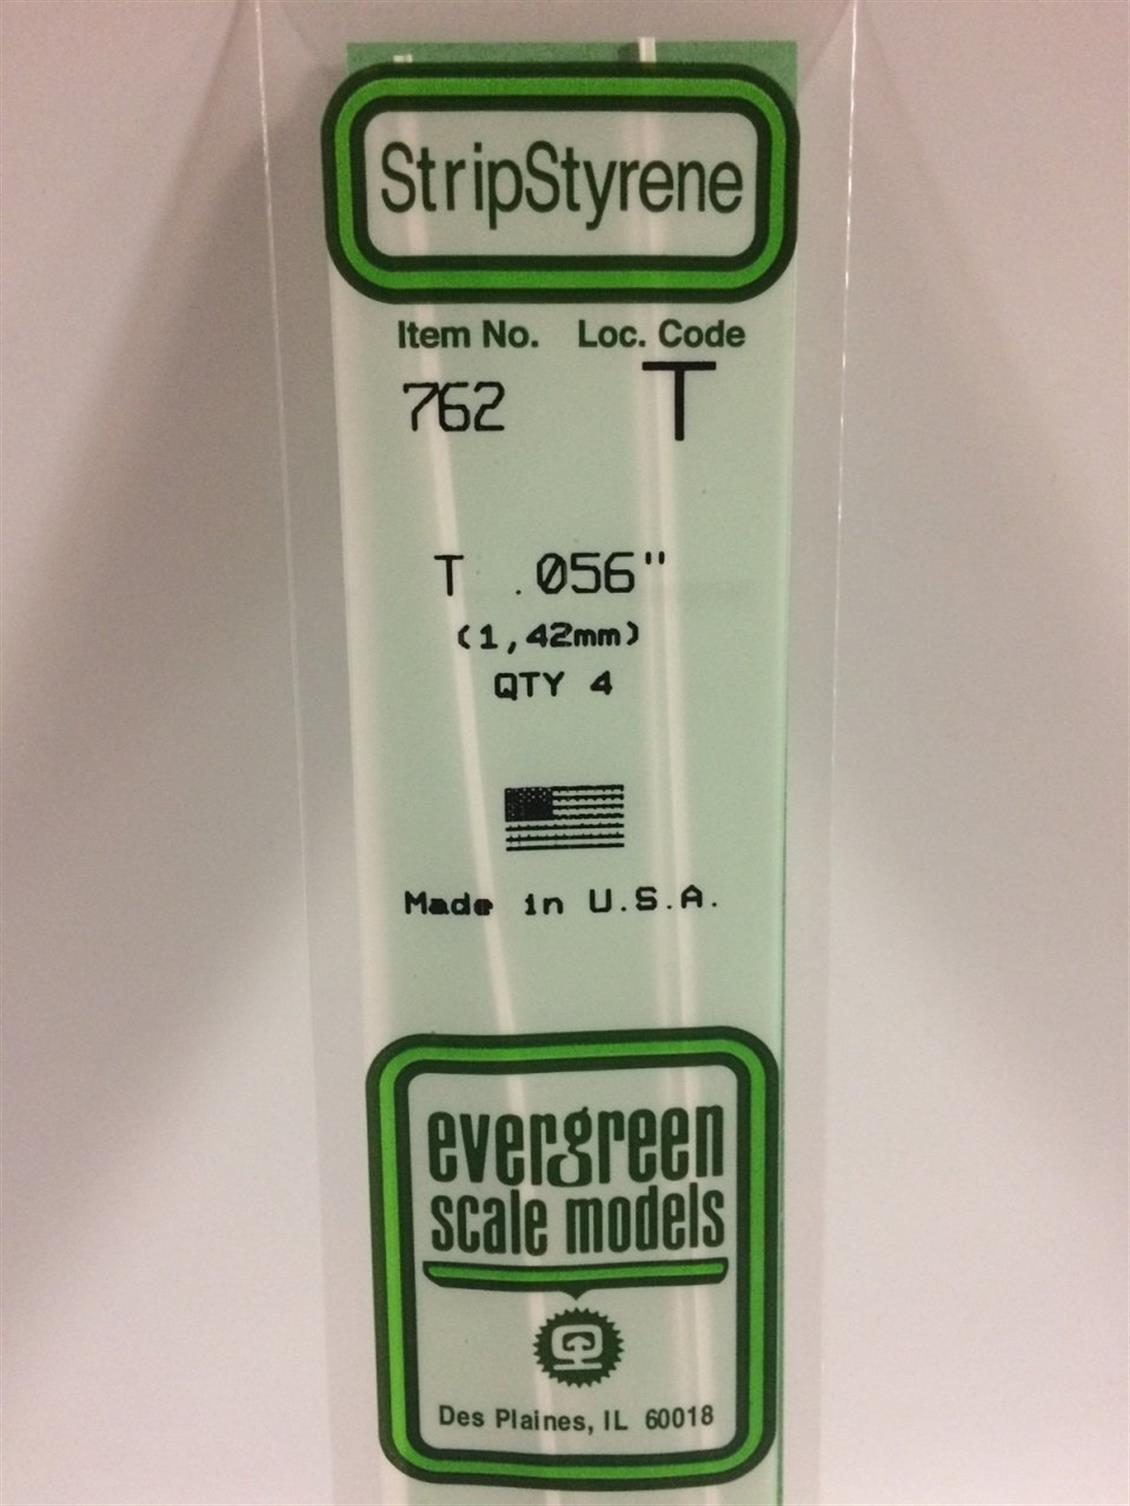 StripStyrene
Item No. Loc. Code
762 T
T .056"
(1,42mm)
QTY 4
Made in U.S.A.
evergreen
scale models
Des Plaines, IL 60018